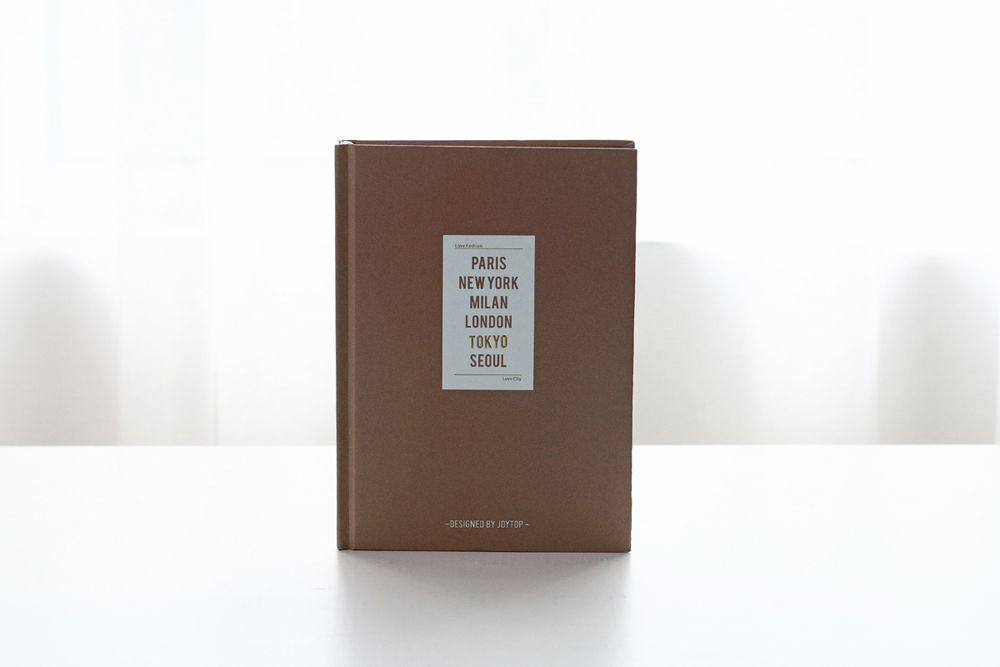 Love Fashion
PARIS
NEW YORK
MILAN
LONDON
TOKYO
SEOUL
Love City
-DESIGNED BY JOYTOP -